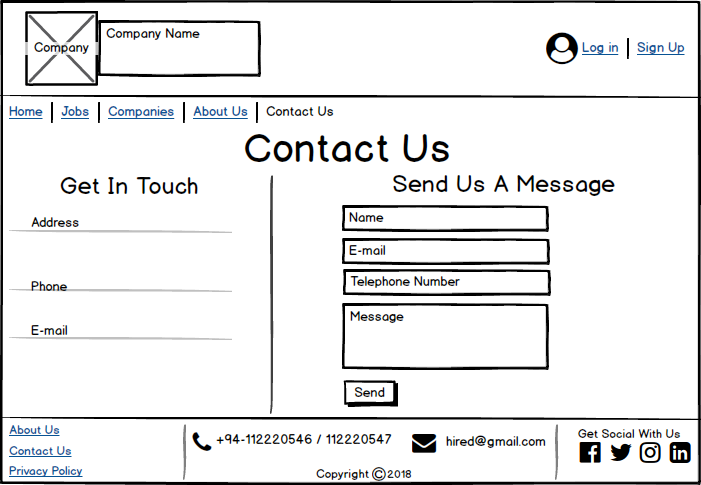 Company
Company Name
Log in
Sign Up
Home
Jobs
Companies
About Us
Contact Us
Contact Us
Get In Touch
Address
Phone
E-mail
Send Us A Message
Name
E-mail
Telephone Number
Message
Send
About Us
Contact Us
Privacy Policy
+94-112220546 / 112220547
hired@gmail.com
Copyright ©2018
Get Social With Us